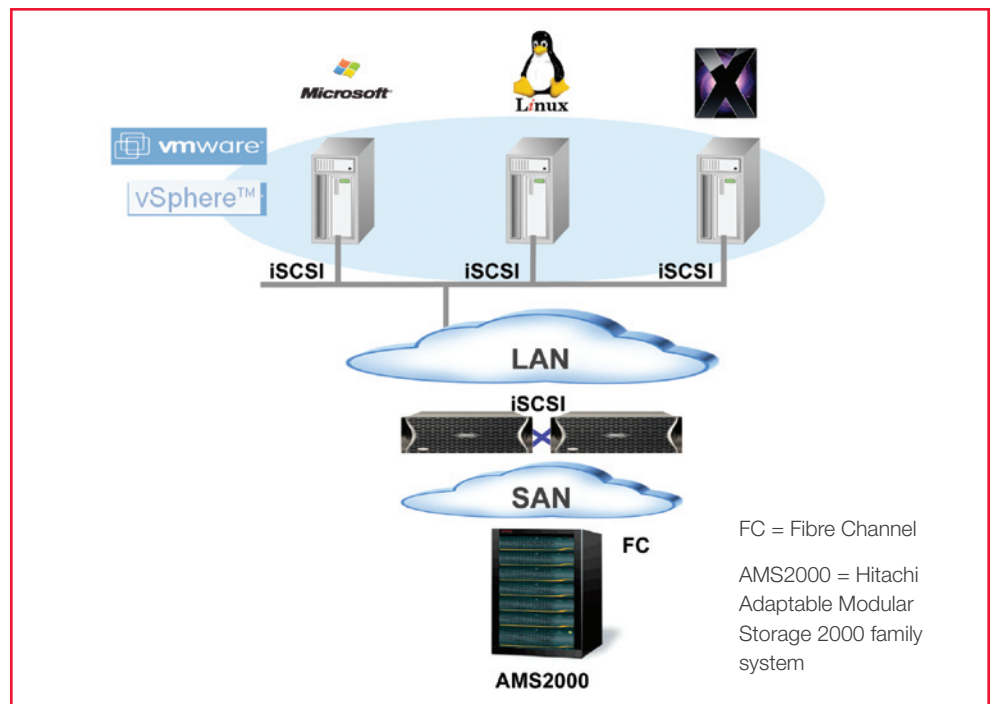 Microsoft
Linux
X
vmware
vSphere™
iSCSI
iSCSI
iSCSI
LAN
iSCSI
SAN
FC
AMS2000
FC = Fibre Channel
AMS2000 = Hitachi
Adaptable Modular
Storage 2000 family
system